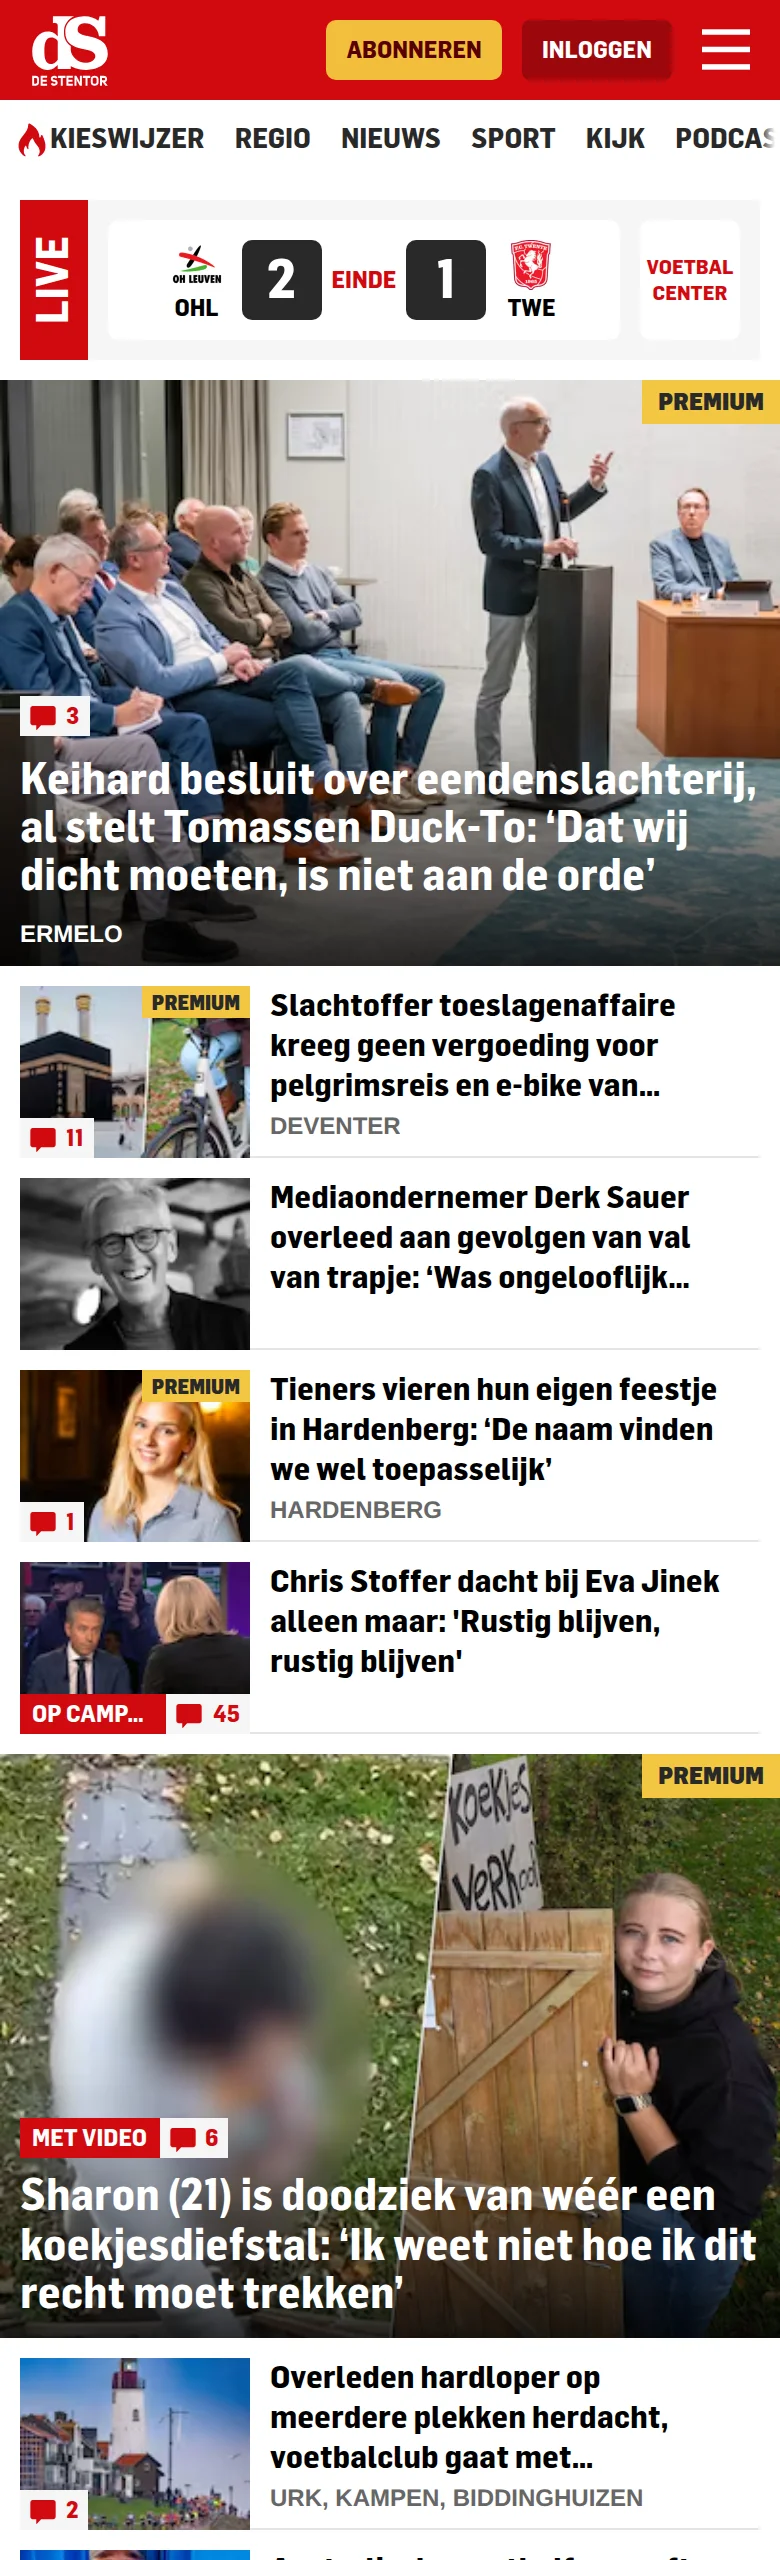 dS
DE STENTOR
ABONNEREN
INLOGGEN
KIESWIJZER REGIO NIEUWS SPORT KIJK PODCAS
LIVE
OH LEUVEN
OHL
2
EINDE
1
F.C. TWENTE
1965
TWE
VOETBAL
CENTER
PREMIUM
3
Keihard besluit over eendenslachterij,
al stelt Tomassen Duck-To: ‘Dat wij
dicht moeten, is niet aan de orde’
ERMELO
PREMIUM
11
Slachtoffer toeslagenaffaire
kreeg geen vergoeding voor
pelgrimsreis en e-bike van...
DEVENTER
Mediaondernemer Derk Sauer
overleed aan gevolgen van val
van trapje: ‘Was ongelooflijk...
PREMIUM
1
Tieners vieren hun eigen feestje
in Hardenberg: ‘De naam vinden
we wel toepasselijk’
HARDENBERG
OP CAMP...
45
Chris Stoffer dacht bij Eva Jinek
alleen maar: 'Rustig blijven,
rustig blijven'
PREMIUM
KOEKJES
VERKOOP
MET VIDEO
6
Sharon (21) is doodziek van wéér een
koekjesdiefstal: ‘Ik weet niet hoe ik dit
recht moet trekken’
2
Overleden hardloper op
meerdere plekken herdacht,
voetbalclub gaat met...
URK, KAMPEN, BIDDINGHUIZEN